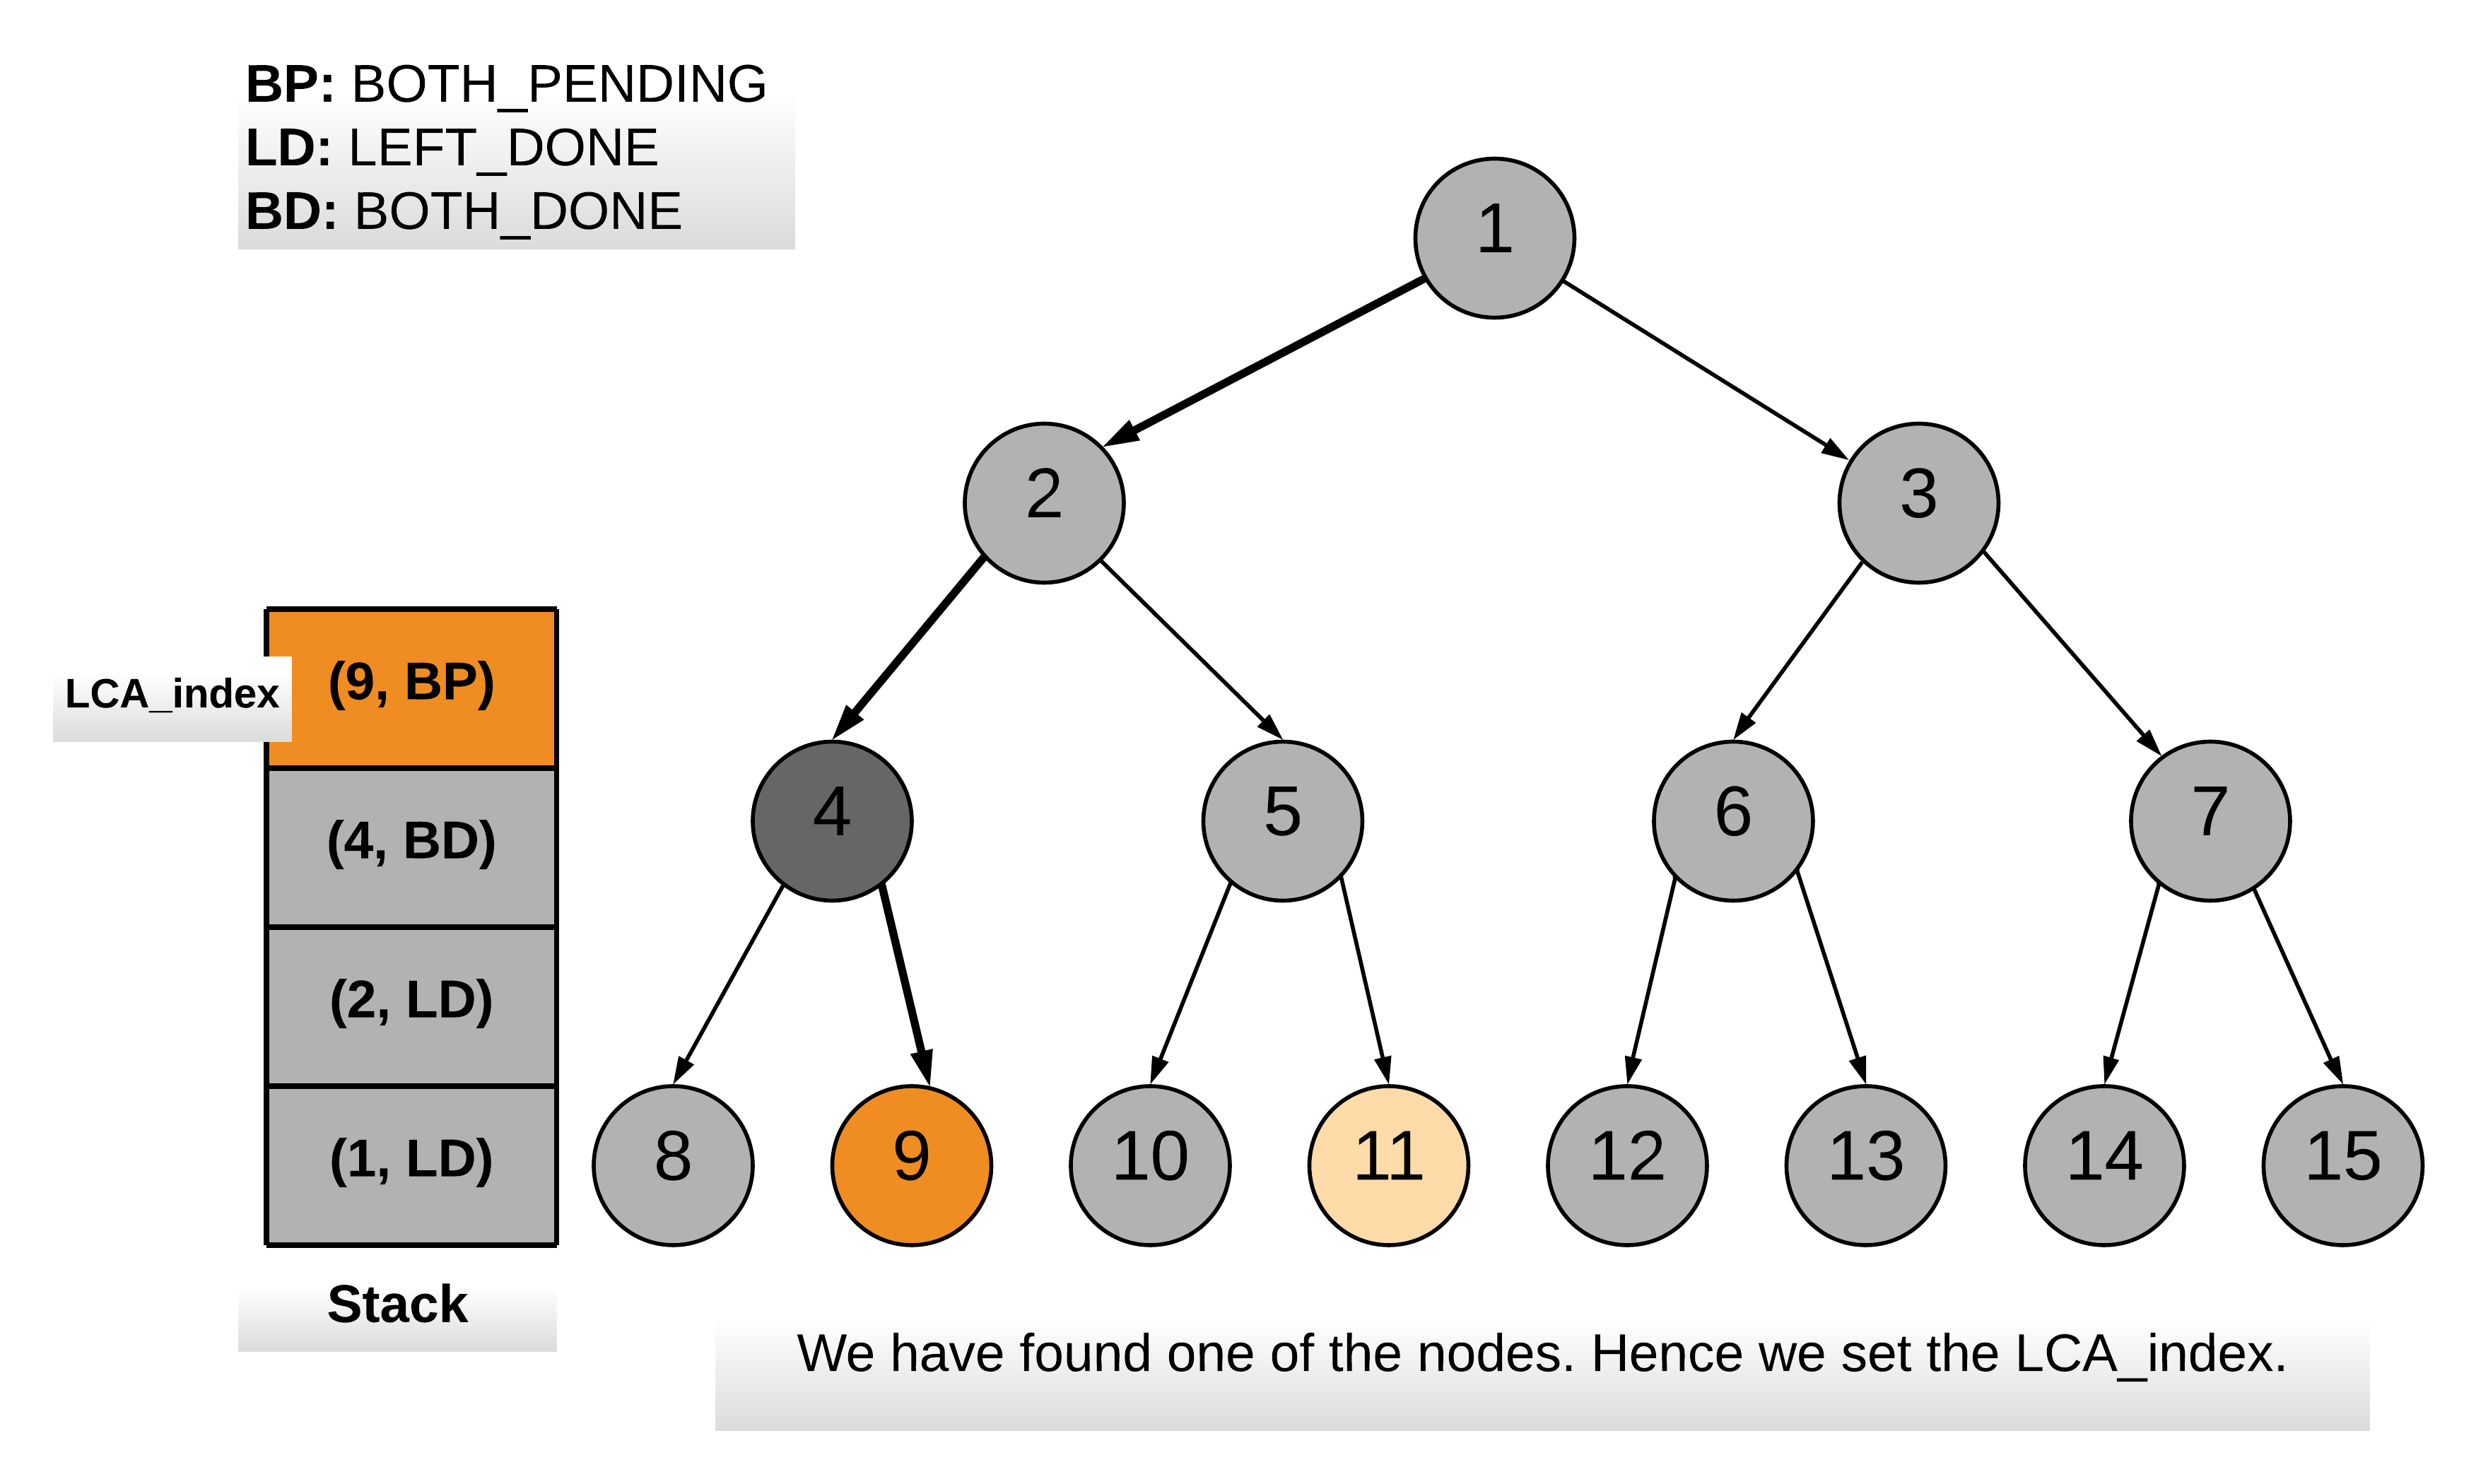 BP: BOTH_PENDING
LD: LEFT_DONE
BD: BOTH_DONE
1
2
3
LCA_index
(9, BP)
4
5
6
7
(4, BD)
(2, LD)
(1, LD)
8
9
10
11
12
13
14
15
Stack
We have found one of the nodes. Hence we set the LCA_index.